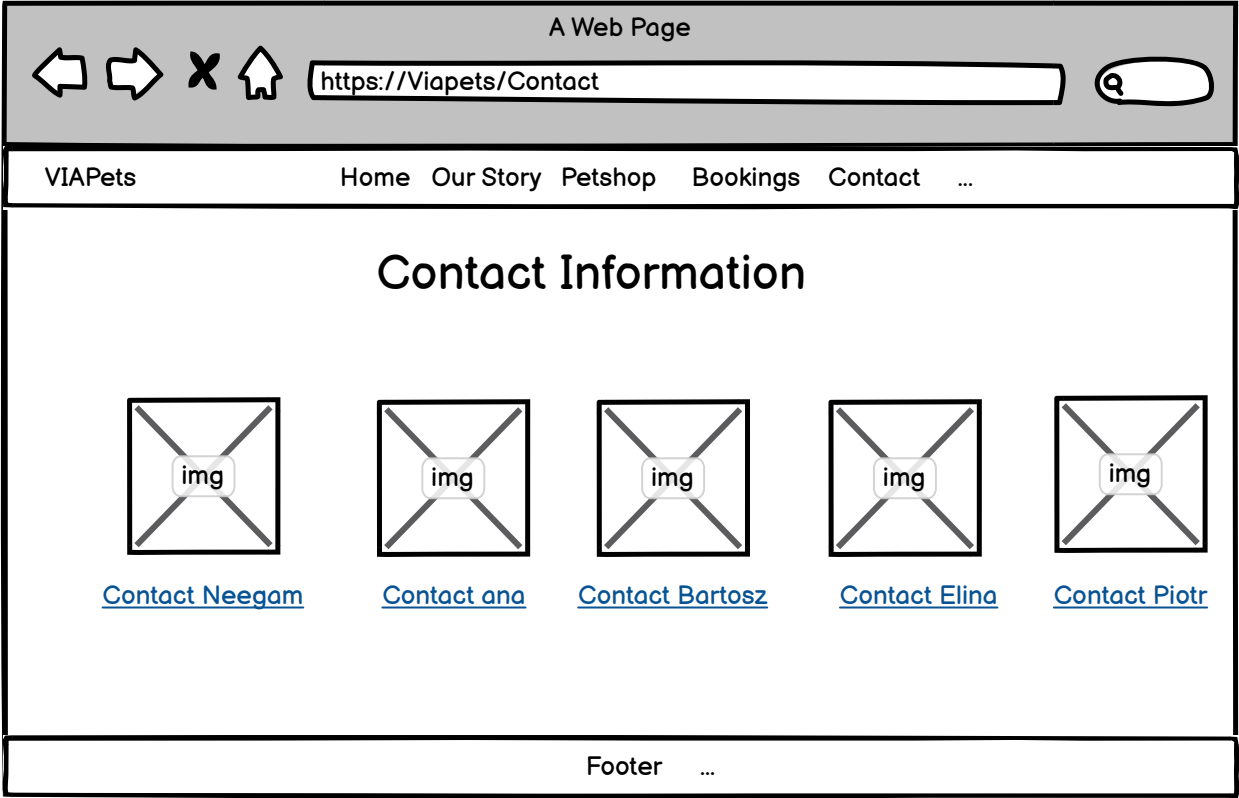 A Web Page
https://Viapets/Contact
VIAPets Home Our Story Petshop Bookings Contact ...
Contact Information
img img img img img
Contact Neegam Contact ana Contact Bartosz Contact Elina Contact Piotr
Footer ...